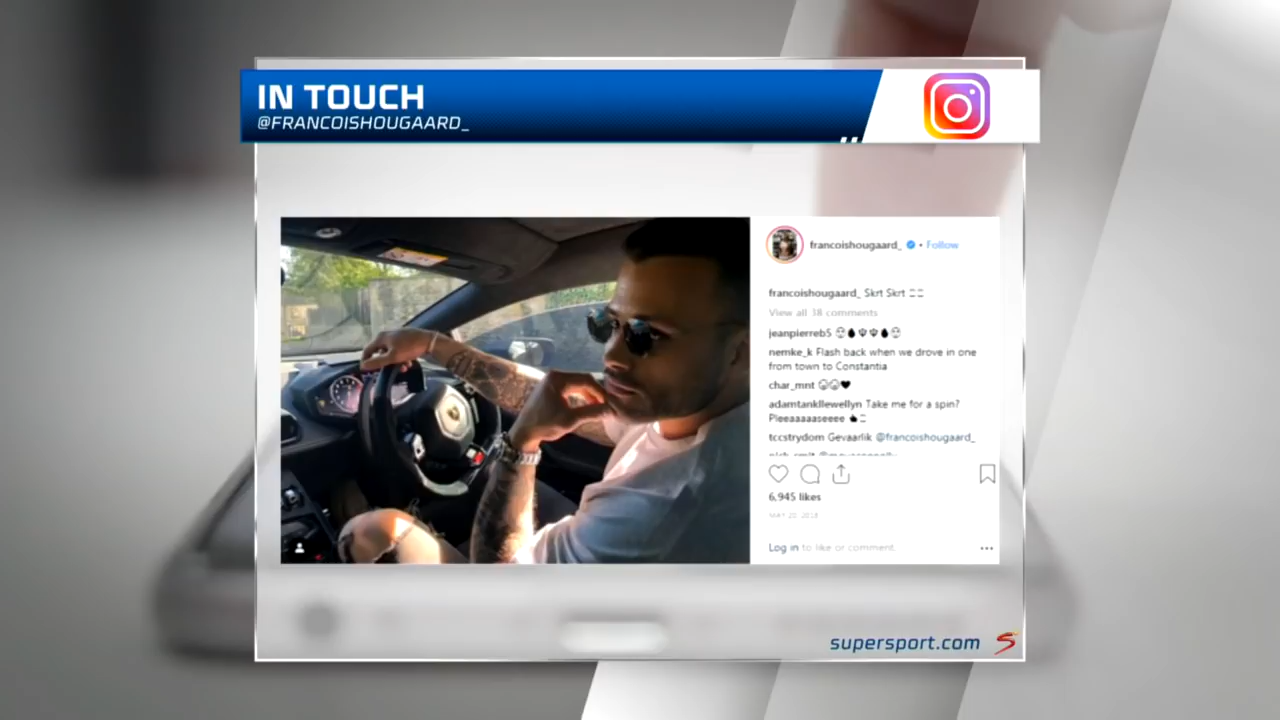 IN TOUCH
@FRANCOISHOUGAARD_
francoishougaard_ • Follow
francoishougaard_ Skrt Skrt
View all 38 comments
jeanpierreb5
nemke_k Flash back when we drove in one
from town to Constantia
char_mnt
adamtankllewellyn Take me for a spin?
Pleeaaaaseeee
tccstrydom Gevaarlik @francoishougaard_
6,945 likes
Log in to like or comment.
supersport.com